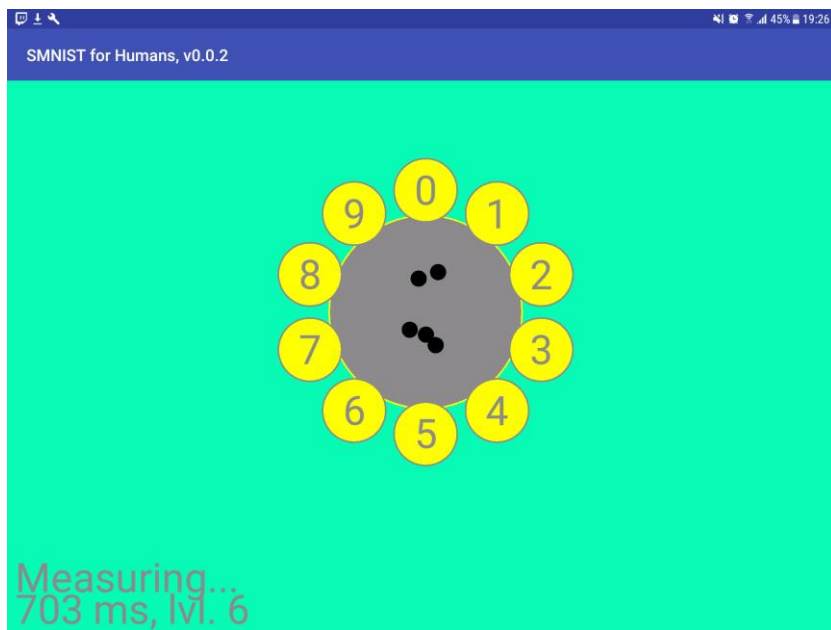 45% 19:26
SMNIST for Humans, v0.0.2
0
9 1
8 2
7 3
6 4
5
Measuring...
703 ms, lvl. 6